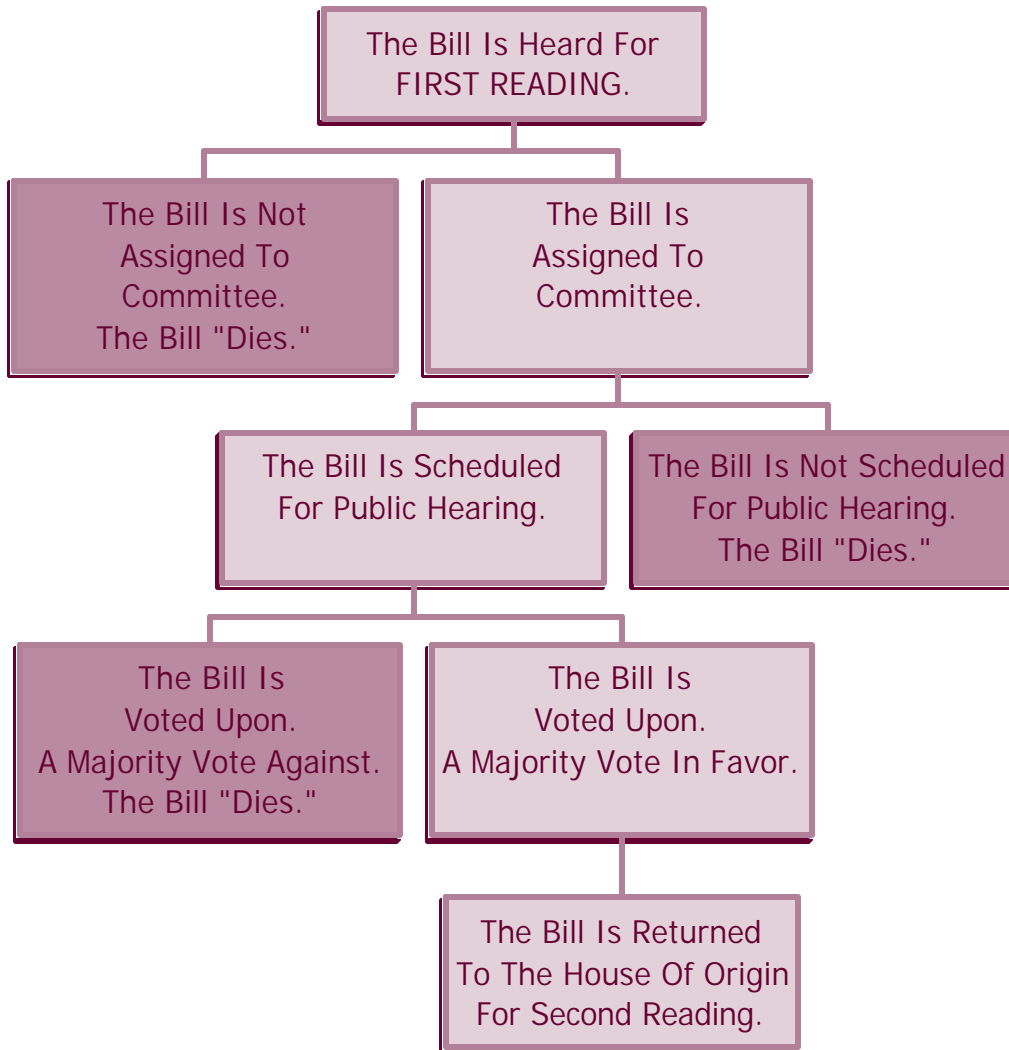 The Bill Is Heard For
FIRST READING.
The Bill Is Not
Assigned To
Committee.
The Bill "Dies."
The Bill Is
Assigned To
Committee.
The Bill Is Scheduled
For Public Hearing.
The Bill Is Not Scheduled
For Public Hearing.
The Bill "Dies."
The Bill Is
Voted Upon.
A Majority Vote Against.
The Bill "Dies."
The Bill Is
Voted Upon.
A Majority Vote In Favor.
The Bill Is Returned
To The House Of Origin
For Second Reading.